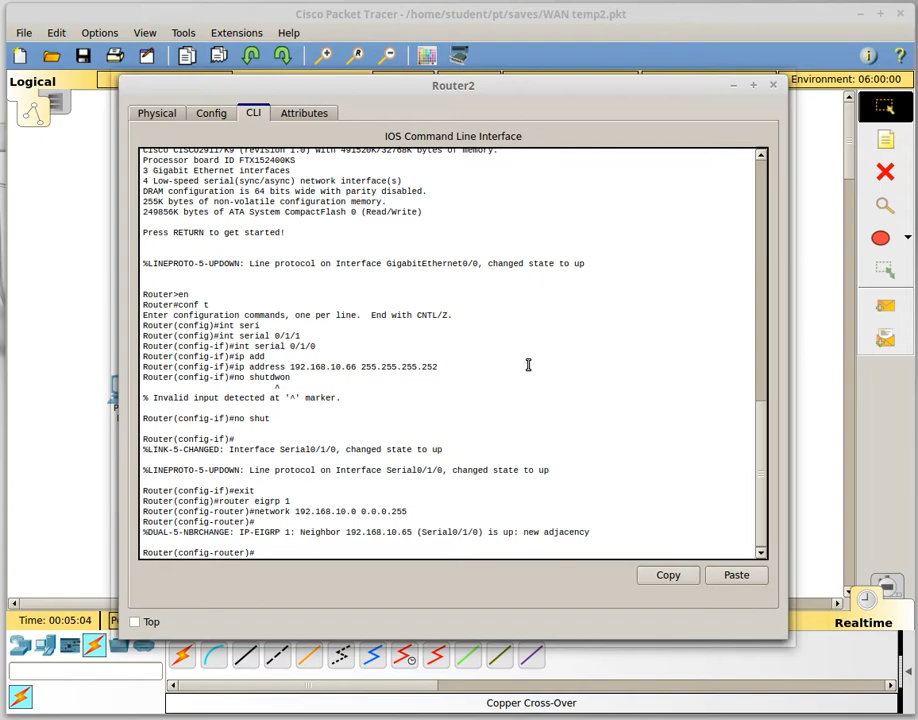 Cisco Packet Tracer - /home/student/pt/saves/WAN temp2.pkt
File Edit Options View Tools Extensions Help
Logical
Environment: 06:00:00
Router2
Physical Config CLI Attributes
IOS Command Line Interface
Cisco CISCO2911/K9 (revision 1.0) with 491520K/32768K bytes of memory.
Processor board ID FTX152400KS
3 Gigabit Ethernet interfaces
4 Low-speed serial(sync/async) network interface(s)
DRAM configuration is 64 bits wide with parity disabled.
255K bytes of non-volatile configuration memory.
249856K bytes of ATA System CompactFlash 0 (Read/Write)
Press RETURN to get started!
%LINEPROTO-5-UPDOWN: Line protocol on Interface GigabitEthernet0/0, changed state to up
Router>en
Router#conf t
Enter configuration commands, one per line. End with CNTL/Z.
Router(config)#int seri
Router(config)#int serial 0/1/1
Router(config-if)#int serial 0/1/0
Router(config-if)#ip add
Router(config-if)#ip address 192.168.10.66 255.255.255.252
Router(config-if)#no shutdwon
^
% Invalid input detected at '^' marker.
Router(config-if)#no shut
Router(config-if)#
%LINK-5-CHANGED: Interface Serial0/1/0, changed state to up
%LINEPROTO-5-UPDOWN: Line protocol on Interface Serial0/1/0, changed state to up
Router(config-if)#exit
Router(config)#router eigrp 1
Router(config-router)#network 192.168.10.0 0.0.0.255
Router(config-router)#
%DUAL-5-NBRCHANGE: IP-EIGRP 1: Neighbor 192.168.10.65 (Serial0/1/0) is up: new adjacency
Router(config-router)#
Copy Paste
Top
Time: 00:05:04
Realtime
Copper Cross-Over